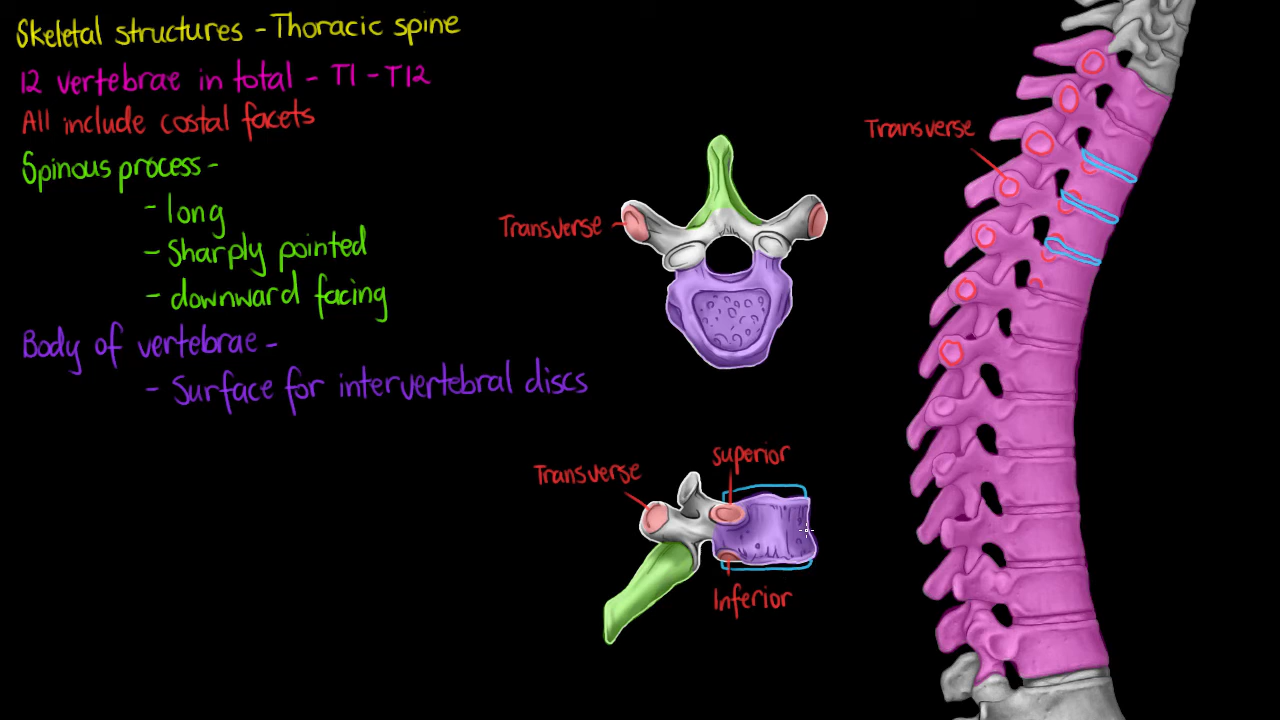 Skeletal structures - Thoracic spine
12 vertebrae in total - T1 - T12
All include costal facets
Spinous process -
- long
- Sharply pointed
- downward facing
Body of vertebrae -
- Surface for intervertebral discs
Transverse
Transverse
superior
Inferior
Transverse